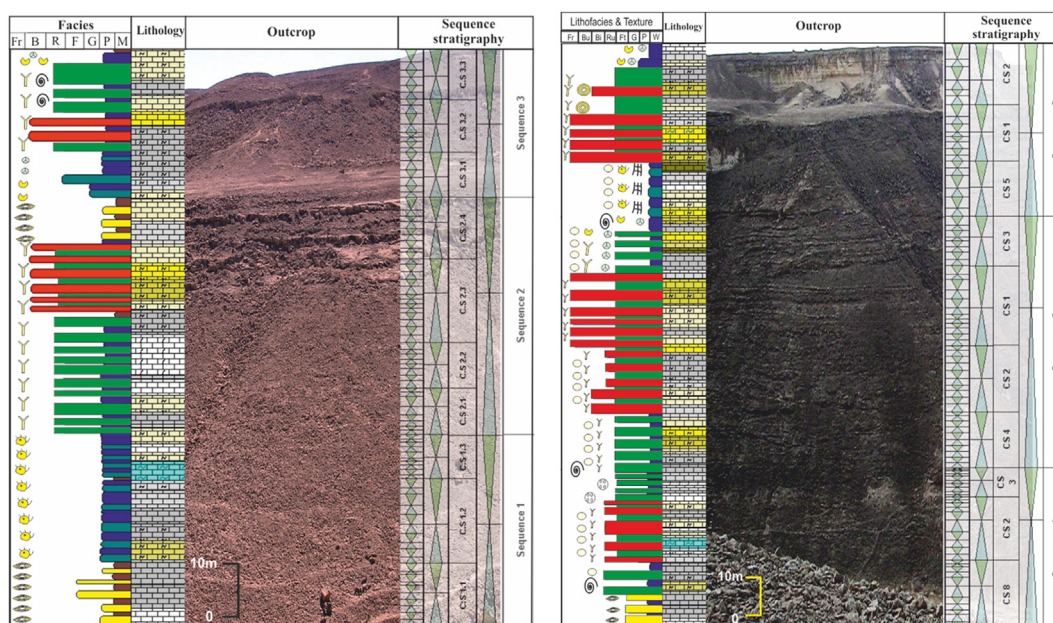 Facies
Lithology
Outcrop
Sequence
stratigraphy
Fr B R F G P M
C.S 3.3
C.S 3.2
C.S 3.1
Sequence 3
C.S 2.4
C.S 2.3
C.S 2.2
C.S 2.1
Sequence 2
C.S 1.3
C.S 1.2
C.S 1.1
Sequence 1
10m
0
Lithofacies & Texture
Lithology
Outcrop
Sequence
stratigraphy
Fr Bu Bi Ru Ft G P W
CS 2
CS 1
CS 5
CS 3
CS 1
CS 2
CS 4
CS 3
CS 2
CS 8
10m
0